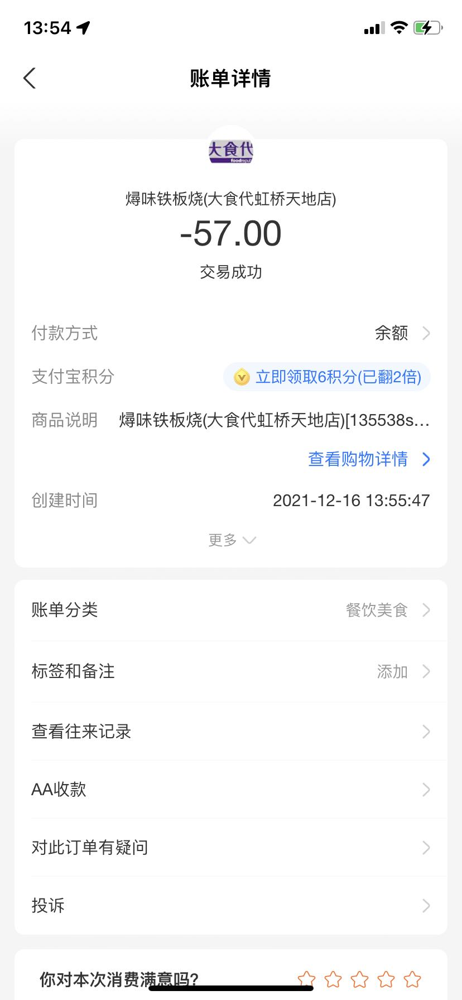 13:54
账单详情
大食代
foodrepub
燖味铁板烧(大食代虹桥天地店)
-57.00
交易成功
付款方式 余额
支付宝积分 立即领取6积分(已翻2倍)
商品说明 燖味铁板烧(大食代虹桥天地店)[135538s...
查看购物详情
创建时间 2021-12-16 13:55:47
更多
账单分类 餐饮美食
标签和备注 添加
查看往来记录
AA收款
对此订单有疑问
投诉
你对本次消费满意吗?